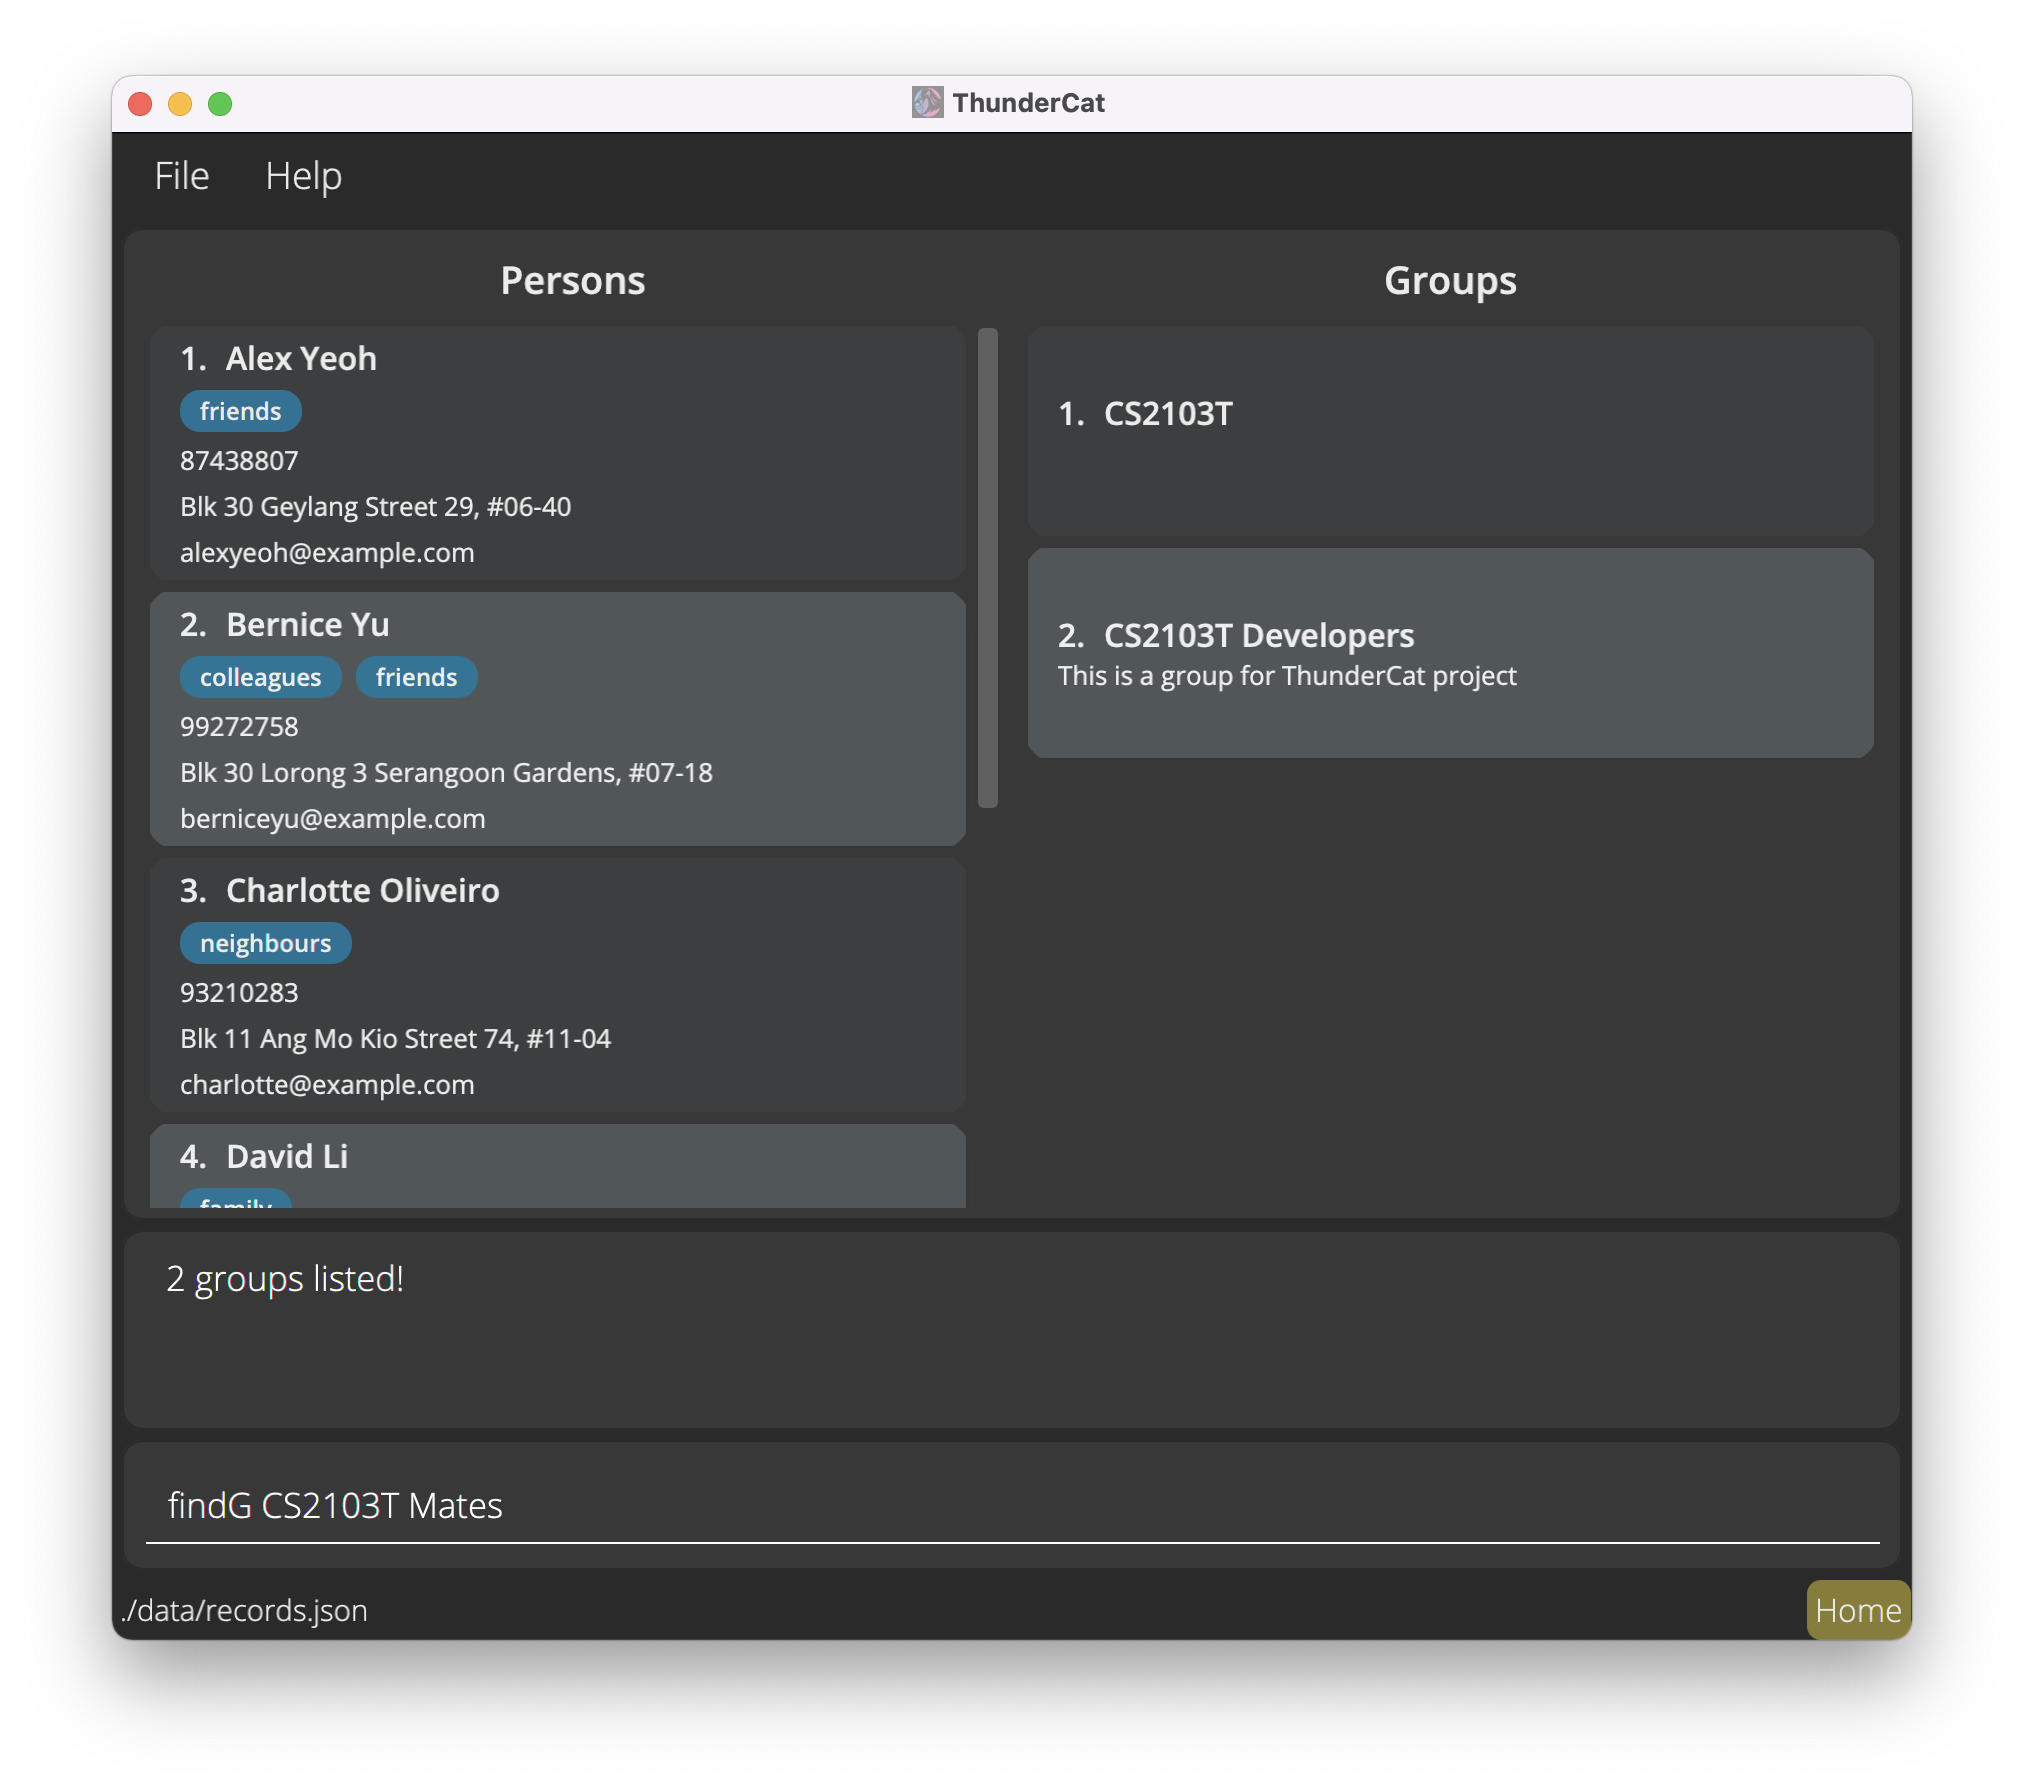 ThunderCat
File Help
Persons
1. Alex Yeoh
friends
87438807
Blk 30 Geylang Street 29, #06-40
alexyeoh@example.com
2. Bernice Yu
colleagues friends
99272758
Blk 30 Lorong 3 Serangoon Gardens, #07-18
berniceyu@example.com
3. Charlotte Oliveiro
neighbours
93210283
Blk 11 Ang Mo Kio Street 74, #11-04
charlotte@example.com
4. David Li
family
Groups
1. CS2103T
2. CS2103T Developers
This is a group for ThunderCat project
2 groups listed!
findG CS2103T Mates
./data/records.json
Home